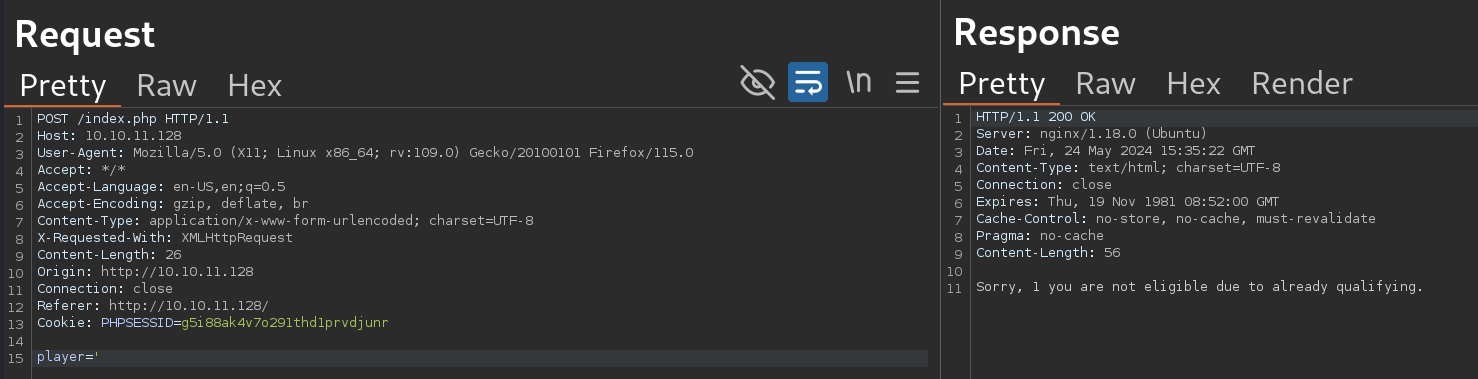 Request
Pretty Raw Hex
\n
1 POST /index.php HTTP/1.1
2 Host: 10.10.11.128
3 User-Agent: Mozilla/5.0 (X11; Linux x86_64; rv:109.0) Gecko/20100101 Firefox/115.0
4 Accept: */*
5 Accept-Language: en-US,en;q=0.5
6 Accept-Encoding: gzip, deflate, br
7 Content-Type: application/x-www-form-urlencoded; charset=UTF-8
8 X-Requested-With: XMLHttpRequest
9 Content-Length: 26
10 Origin: http://10.10.11.128
11 Connection: close
12 Referer: http://10.10.11.128/
13 Cookie: PHPSESSID=g5i88ak4v7o29lthd1prvdjunr
14
15 player='
Response
Pretty Raw Hex Render
1 HTTP/1.1 200 OK
2 Server: nginx/1.18.0 (Ubuntu)
3 Date: Fri, 24 May 2024 15:35:22 GMT
4 Content-Type: text/html; charset=UTF-8
5 Connection: close
6 Expires: Thu, 19 Nov 1981 08:52:00 GMT
7 Cache-Control: no-store, no-cache, must-revalidate
8 Pragma: no-cache
9 Content-Length: 56
10
11 Sorry, 1 you are not eligible due to already qualifying.